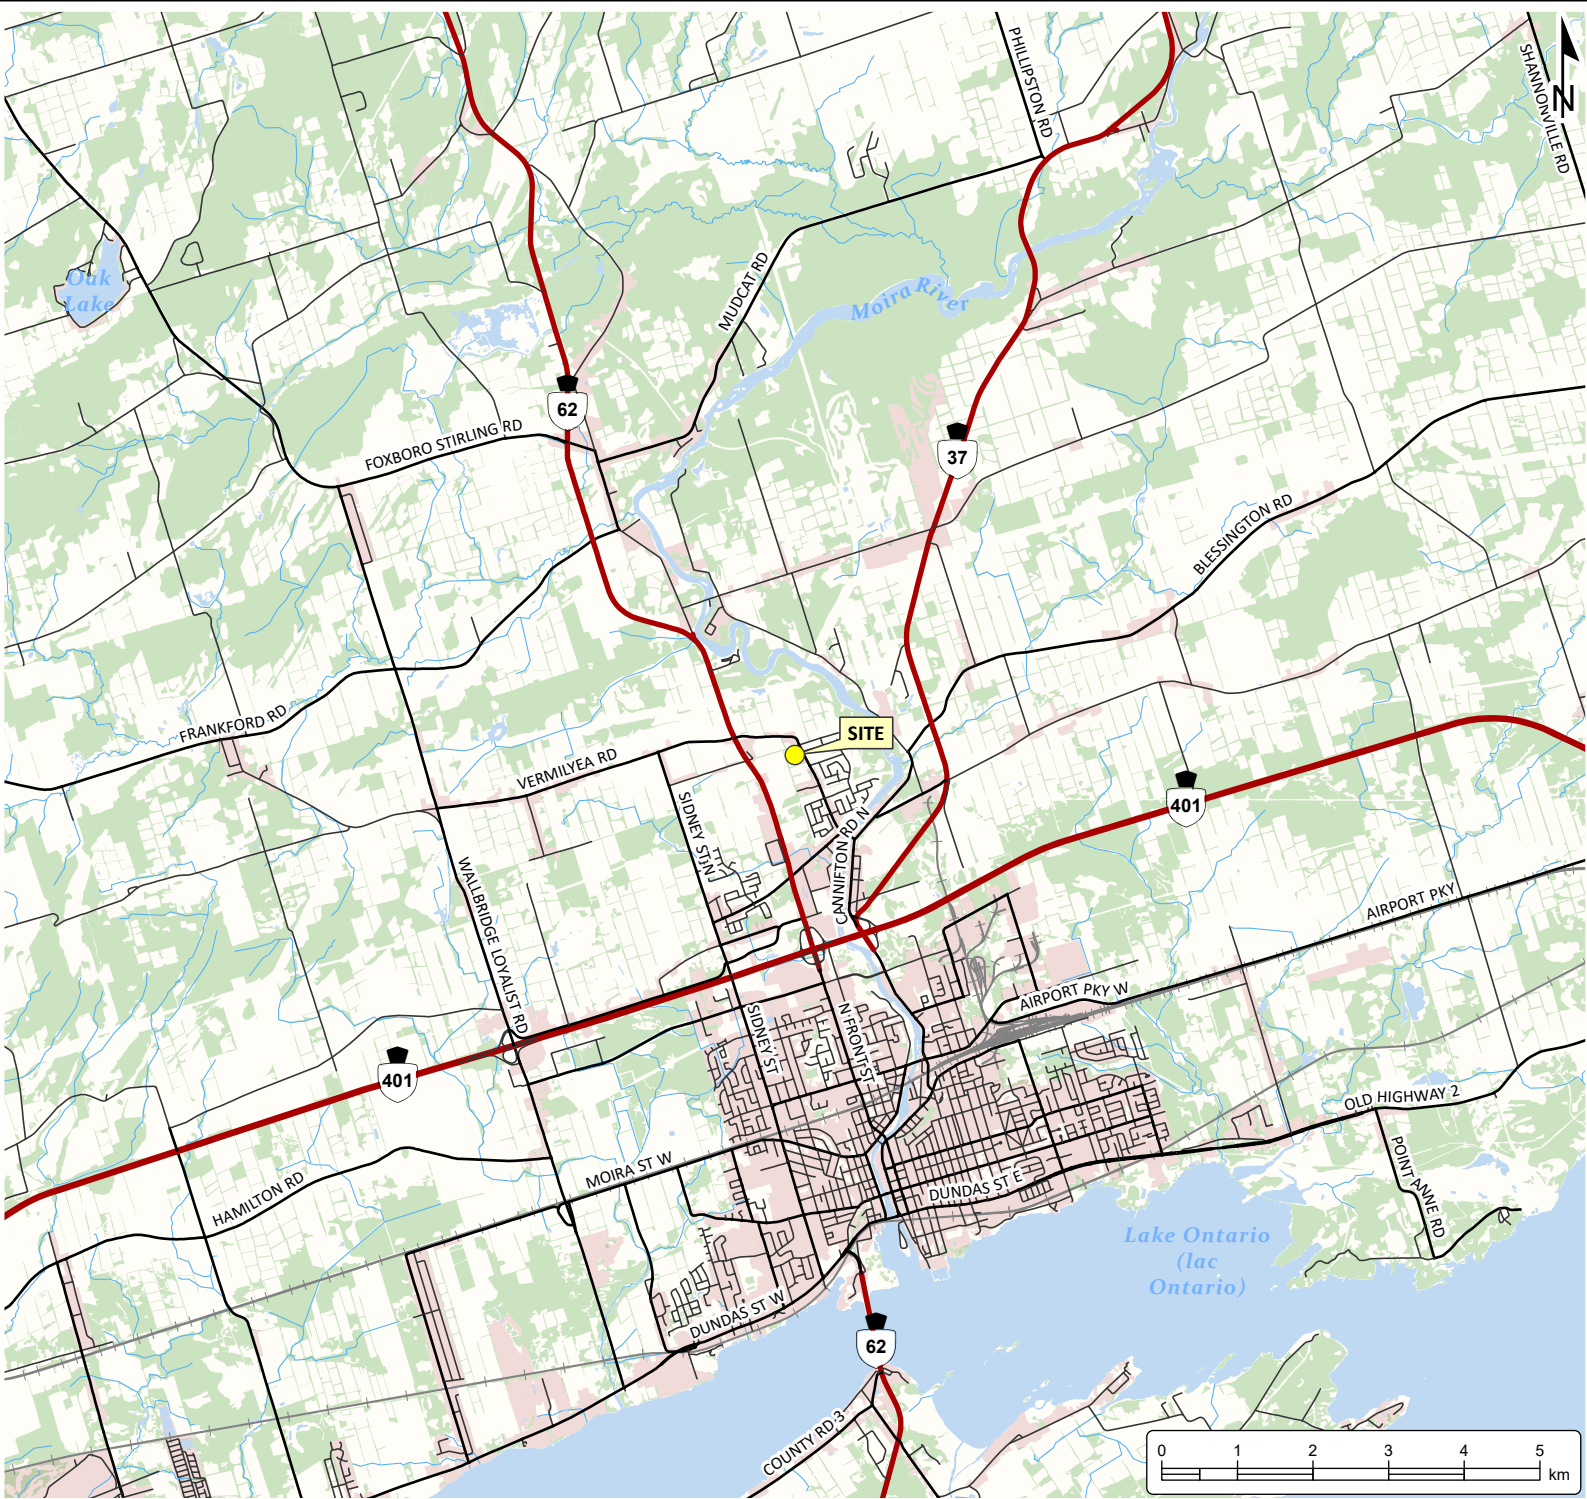 PHILLIPSTON RD
SHANNONVILLE RD
N
Oak
Lake
MUDCAT RD
Moira River
62
FOXBORO STIRLING RD
37
BLESSINGTON RD
FRANKFORD RD
SITE
VERMILYEA RD
SIDNEY ST N
401
CANIFTON RD N
WALLBRIDGE LOYALIST RD
AIRPORT PKY
AIRPORT PKY W
SIDNEY ST
N FRONT ST
401
OLD HIGHWAY 2
MOIRA ST W
HAMILTON RD
DUNDAS ST E
POINT ANNE RD
Lake Ontario
(lac
Ontario)
DUNDAS ST W
62
COUNTY RD 3
0 1 2 3 4 5
km